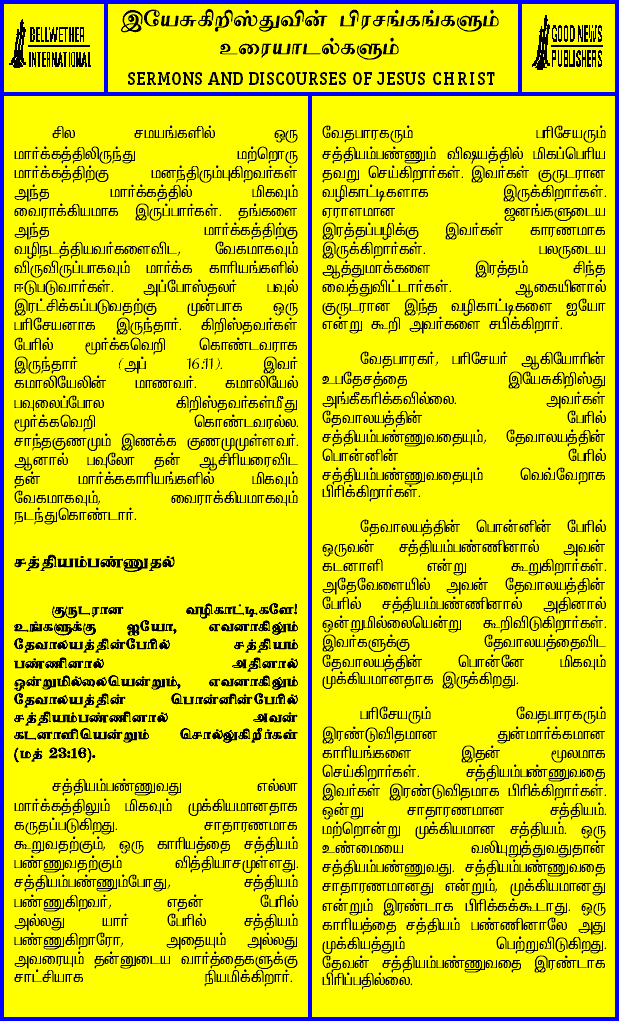 BELLWETHER
INTERNATIONAL
இயேசுகிறிஸ்துவின் பிரசங்கங்களும்
உரையாடல்களும்
SERMONS AND DISCOURSES OF JESUS CHRIST
GOOD NEWS
PUBLISHERS
சில சமயங்களில் ஒரு
மார்க்கத்திலிருந்து மற்றொரு
மார்க்கத்திற்கு மனந்திரும்புகிறவர்கள்
அந்த மார்க்கத்தில் மிகவும்
வைராக்கியமாக இருப்பார்கள். தங்களை
அந்த மார்க்கத்திற்கு
வழிநடத்தியவர்களைவிட, வேகமாகவும்
விருவிருப்பாகவும் மார்க்க காரியங்களில்
ஈடுபடுவார்கள். அப்போஸ்தலர் பவுல்
இரட்சிக்கப்படுவதற்கு முன்பாக ஒரு
பரிசேயனாக இருந்தார். கிறிஸ்தவர்கள்
பேரில் மூர்க்கவெறி கொண்டவராக
இருந்தார் (அப் 16:11). இவர்
கமாலியேலின் மாணவர். கமாலியேல்
பவுலைப்போல கிறிஸ்தவர்கள்மீது
மூர்க்கவெறி கொண்டவரல்ல.
சாந்தகுணமும் இணக்க குணமுமுள்ளவர்.
ஆனால் பவுலோ தன் ஆசிரியரைவிட
தன் மார்க்ககாரியங்களில் மிகவும்
வேகமாகவும், வைராக்கியமாகவும்
நடந்துகொண்டார்.
சத்தியம்பண்ணுதல்
குருடரான வழிகாட்டிகளே!
உங்களுக்கு ஐயோ, எவனாகிலும்
தேவாலயத்தின்பேரில் சத்தியம்
பண்ணினால் அதினால்
ஒன்றுமில்லையென்றும், எவனாகிலும்
தேவாலயத்தின் பொன்னின்பேரில்
சத்தியம்பண்ணினால் அவன்
கடனாளியென்றும் சொல்லுகிறீர்கள்
(மத் 23:16).
சத்தியம்பண்ணுவது எல்லா
மார்க்கத்திலும் மிகவும் முக்கியமானதாக
கருதப்படுகிறது. சாதாரணமாக
கூறுவதற்கும், ஒரு காரியத்தை சத்தியம்
பண்ணுவதற்கும் வித்தியாசமுள்ளது.
சத்தியம்பண்ணும்போது, சத்தியம்
பண்ணுகிறவர், எதன் பேரில்
அல்லது யார் பேரில் சத்தியம்
பண்ணுகிறாரோ, அதையும் அல்லது
அவரையும் தன்னுடைய வார்த்தைகளுக்கு
சாட்சியாக நியமிக்கிறார்.
வேதபாரகரும் பரிசேயரும்
சத்தியம்பண்ணும் விஷயத்தில் மிகப்பெரிய
தவறு செய்கிறார்கள். இவர்கள் குருடரான
வழிகாட்டிகளாக இருக்கிறார்கள்.
ஏராளமான ஜனங்களுடைய
இரத்தப்பழிக்கு இவர்கள் காரணமாக
இருக்கிறார்கள். பலருடைய
ஆத்துமாக்களை இரத்தம் சிந்த
வைத்துவிட்டார்கள். ஆகையினால்
குருடரான இந்த வழிகாட்டிகளை ஐயோ
என்று கூறி அவர்களை சபிக்கிறார்.
வேதபாரகர், பரிசேயர் ஆகியோரின்
உபதேசத்தை இயேசுகிறிஸ்து
அங்கீகரிக்கவில்லை. அவர்கள்
தேவாலயத்தின் பேரில்
சத்தியம்பண்ணுவதையும், தேவாலயத்தின்
பொன்னின் பேரில்
சத்தியம்பண்ணுவதையும் வெவ்வேறாக
பிரிக்கிறார்கள்.
தேவாலயத்தின் பொன்னின் பேரில்
ஒருவன் சத்தியம்பண்ணினால் அவன்
கடனாளி என்று கூறுகிறார்கள்.
அதேவேளையில் அவன் தேவாலயத்தின்
பேரில் சத்தியம்பண்ணினால் அதினால்
ஒன்றுமில்லையென்று கூறிவிடுகிறார்கள்.
இவர்களுக்கு தேவாலயத்தைவிட
தேவாலயத்தின் பொன்னே மிகவும்
முக்கியமானதாக இருக்கிறது.
பரிசேயரும் வேதபாரகரும்
இரண்டுவிதமான துன்மார்க்கமான
காரியங்களை இதன் மூலமாக
செய்கிறார்கள். சத்தியம்பண்ணுவதை
இவர்கள் இரண்டுவிதமாக பிரிக்கிறார்கள்.
ஒன்று சாதாரணமான சத்தியம்.
மற்றொன்று முக்கியமான சத்தியம். ஒரு
உண்மையை வலியுறுத்துவதுதான்
சத்தியம்பண்ணுவது. சத்தியம்பண்ணுவதை
சாதாரணமானது என்றும், முக்கியமானது
என்றும் இரண்டாக பிரிக்கக்கூடாது. ஒரு
காரியத்தை சத்தியம் பண்ணினாலே அது
முக்கியத்தும் பெற்றுவிடுகிறது.
தேவன் சத்தியம்பண்ணுவதை இரண்டாக
பிரிப்பதில்லை.